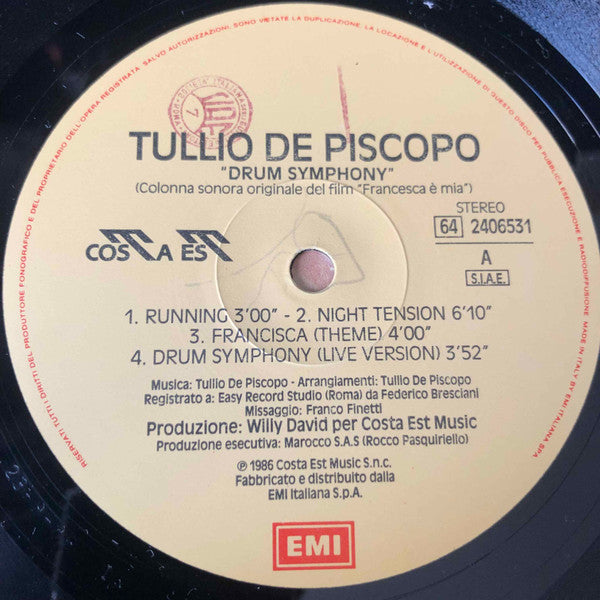 RISERVATI TUTTI I DIRITTI DEL PRODUTTORE FONOGRAFICO E DEL PROPRIETARIO DELL'OPERA REGISTRATA. SALVO AUTORIZZAZIONI, SONO VIETATE LA DUPLICAZIONE, LA LOCAZIONE E L'UTILIZZAZIONE DI QUESTO DISCO PER PUBBLICA ESECUZIONE E RADIODIFFUSIONE. MADE IN ITALY BY EMI ITALIANA SPA
TULLIO DE PISCOPO
"DRUM SYMPHONY"
(Colonna sonora originale del film "Francesca è mia")
STEREO
64 2406531
COSTA EST
A
S.I.A.E.
1. RUNNING 3'00" - 2. NIGHT TENSION 6'10"
3. FRANCISCA (THEME) 4'00"
4. DRUM SYMPHONY (LIVE VERSION) 3'52"
Musica: Tullio De Piscopo - Arrangiamenti: Tullio De Piscopo
Registrato a: Easy Record Studio (Roma) da Federico Bresciani
Missaggio: Franco Finetti
Produzione: Willy David per Costa Est Music
Produzione esecutiva: Marocco S.A.S (Rocco Pasquiriello)
℗ 1986 Costa Est Music S.n.c.
Fabbricato e distribuito dalla
EMI Italiana S.p.A.
EMI